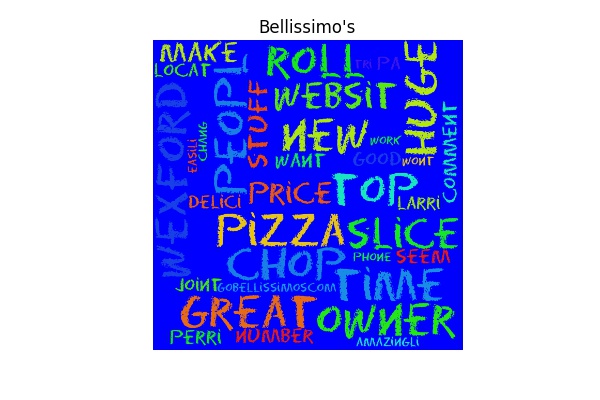 Bellissimo's
MAKE
LOCAT
ROLL
TRI
PA
HUGE
WEXFORD
PEOPL
STUFF
WEBSIT
EASILI
CHANG
NEW
WORK
WANT
GOOD
WONT
COMMENT
DELICI
PRICE
TOP
LARRI
PIZZA
SLICE
CHOP
PHONE
SEEM
JOINT
GOBELLISSIMOSCOM
TIME
GREAT
OWNER
PERRI
NUMBER
AMAZINGLI